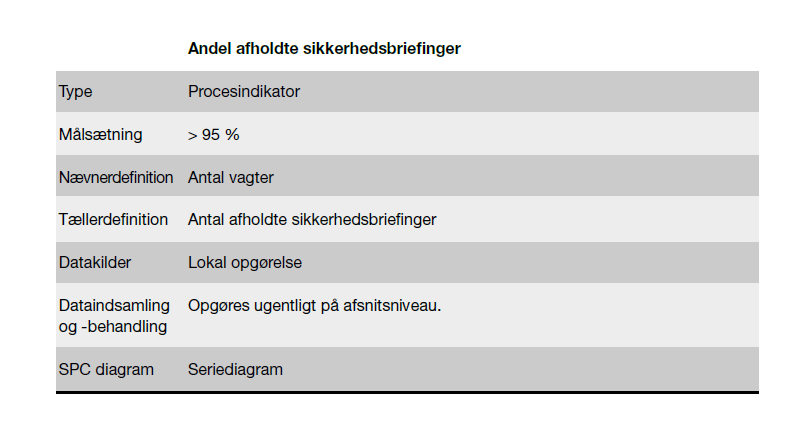 Andel afholdte sikkerhedsbriefinger
Type Procesindikator
Målsætning > 95 %
Nævnerdefinition Antal vagter
Tællerdefinition Antal afholdte sikkerhedsbriefinger
Datakilder Lokal opgørelse
Dataindsamling Opgøres ugentligt på afsnitsniveau.
og -behandling
SPC diagram Seriediagram